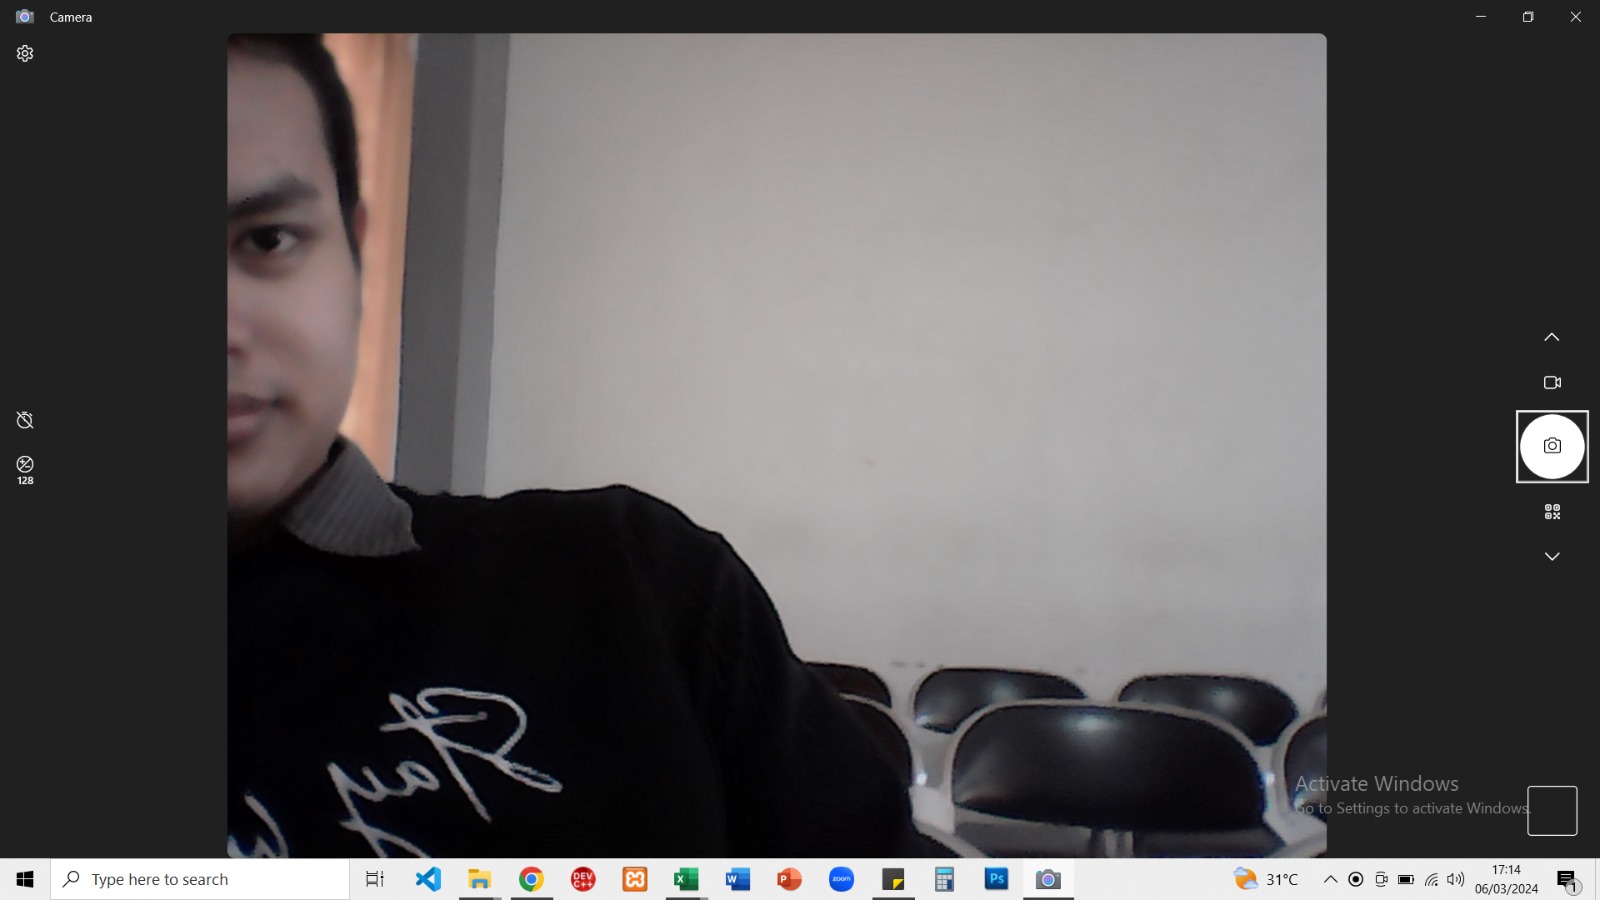 Camera
128
Activate Windows
Go to Settings to activate Windows.
Type here to search
DEV
C++
X
W
P
zoom
Ps
31°C
17:14
06/03/2024
1